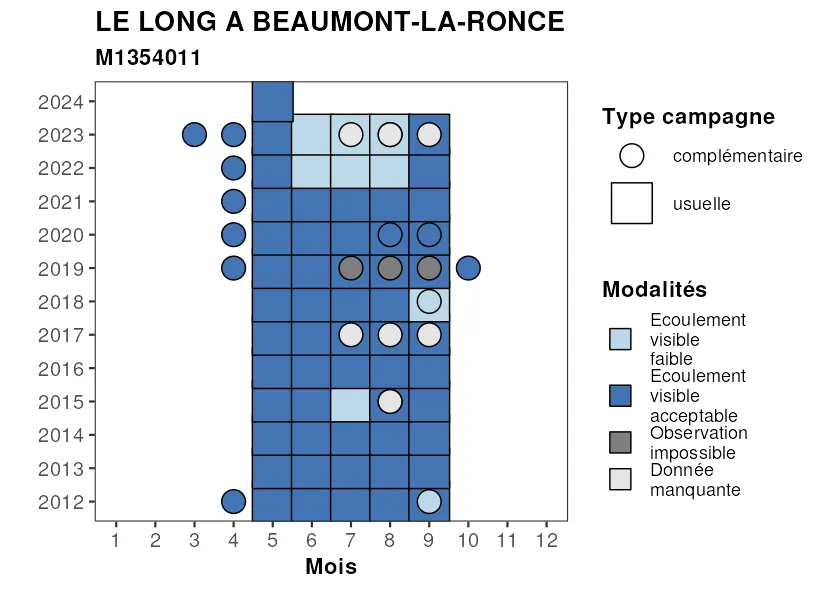 LE LONG A BEAUMONT-LA-RONCE
M1354011
2024
2023
2022
2021
2020
2019
2018
2017
2016
2015
2014
2013
2012
1 2 3 4 5 6 7 8 9 10 11 12
Mois
Type campagne
complémentaire
usuelle
Modalités
Ecoulement
visible
faible
Ecoulement
visible
acceptable
Observation
impossible
Donnée
manquante